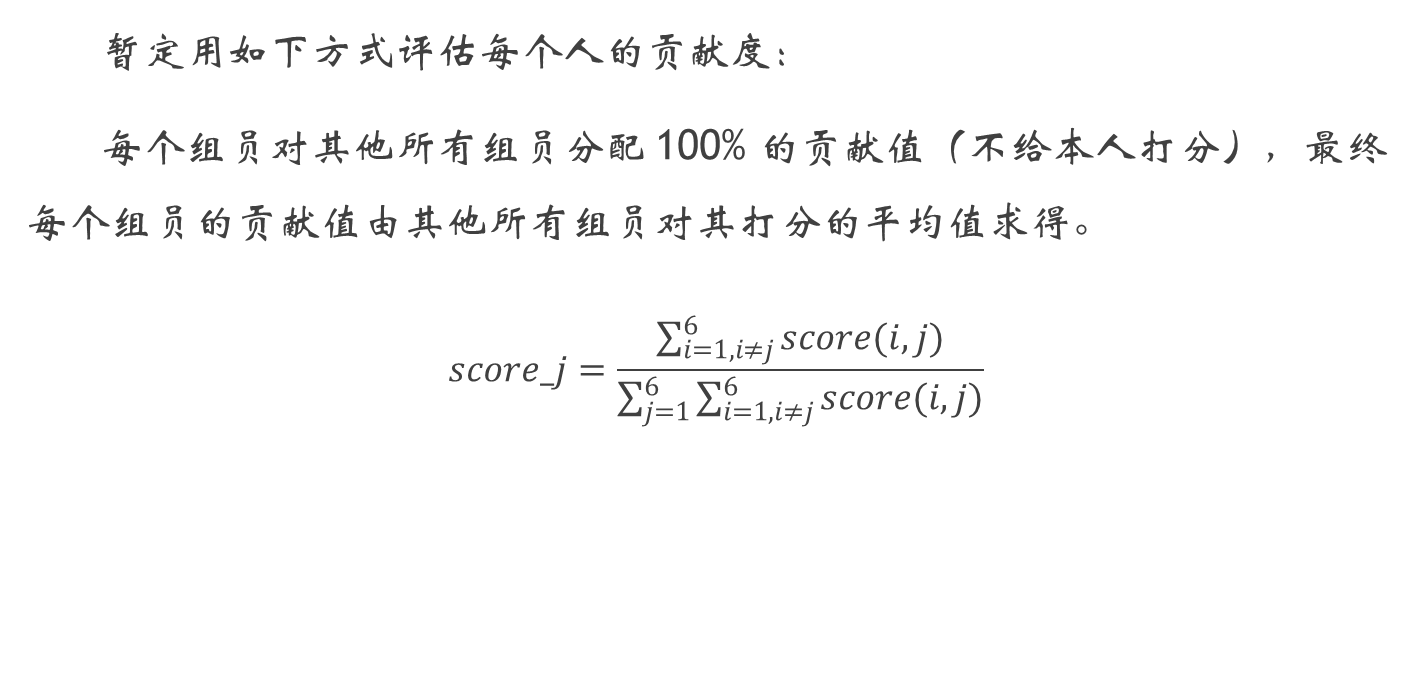 暂定用如下方式评估每个人的贡献度：
每个组员对其他所有组员分配 100% 的贡献值（不给本人打分），最终
每个组员的贡献值由其他所有组员对其打分的平均值求得。
score_j = \frac{\sum_{i=1,i≠j}^{6} score(i,j)}{\sum_{j=1}^{6} \sum_{i=1,i≠j}^{6} score(i,j)}